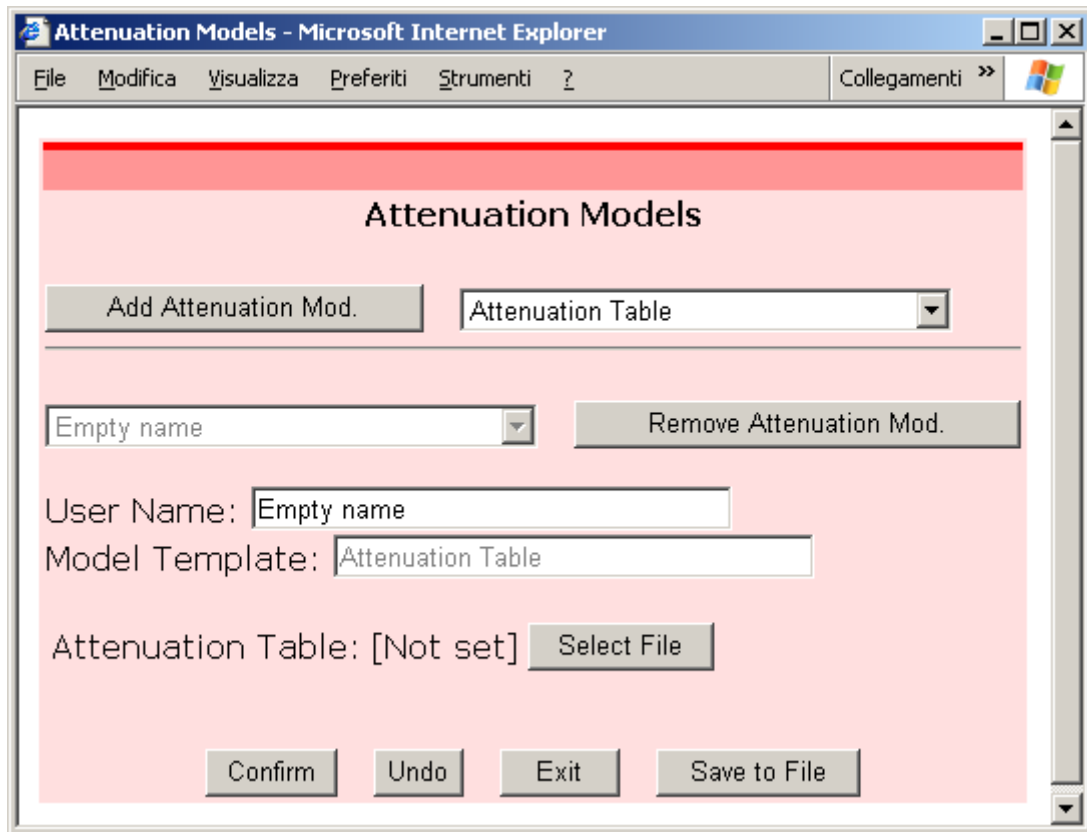 Attenuation Models - Microsoft Internet Explorer
File Modifica Visualizza Preferiti Strumenti ? Collegamenti »
Attenuation Models
Add Attenuation Mod. Attenuation Table
Empty name Remove Attenuation Mod.
User Name: Empty name
Model Template: Attenuation Table
Attenuation Table: [Not set] Select File
Confirm Undo Exit Save to File